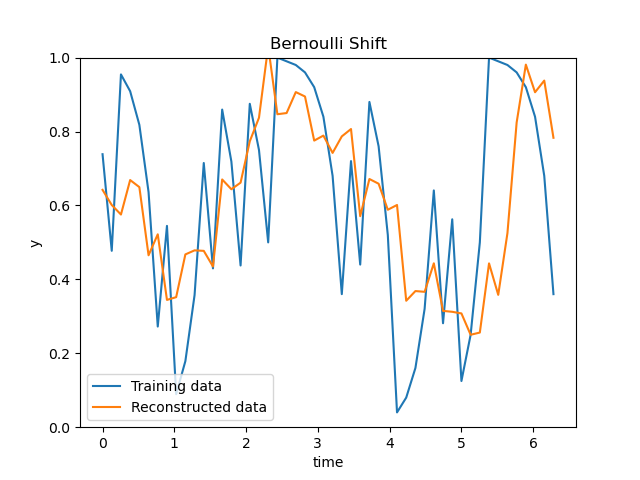 Bernoulli Shift
1.0
0.8
0.6
0.4
0.2
0.0
y
Training data
Reconstructed data
0 1 2 3 4 5 6
time